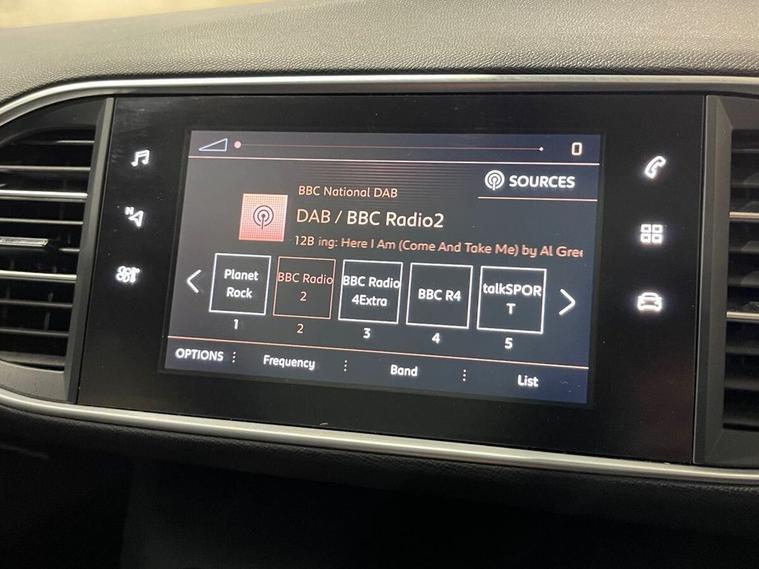 0
SOURCES
BBC National DAB
DAB / BBC Radio2
12B ing: Here I Am (Come And Take Me) by Al Gree
Planet
Rock
1
BBC Radio
2
2
BBC Radio
4Extra
3
BBC R4
4
talkSPOR
T
5
OPTIONS
Frequency
Band
List
N